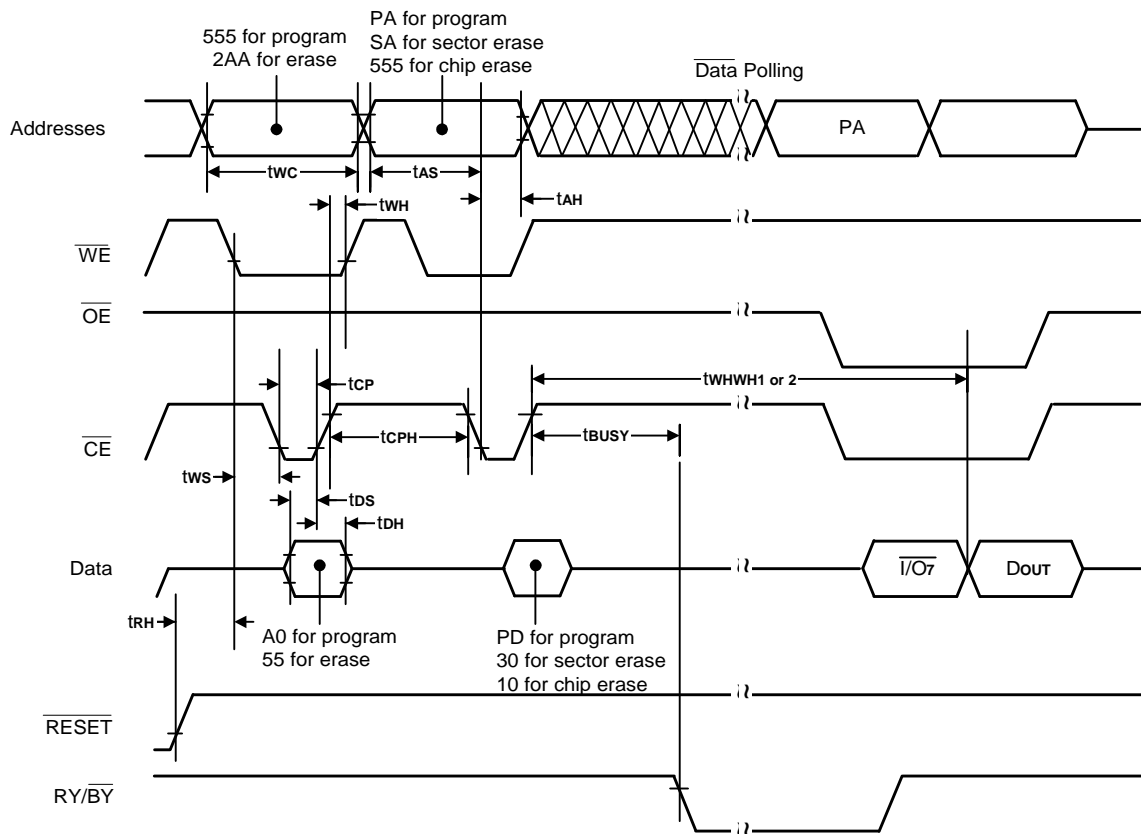 555 for program
2AA for erase
PA for program
SA for sector erase
555 for chip erase
Data Polling
Addresses
PA
tWC
tAS
tAH
tWH
WE
OE
tWHWH1 or 2
tCP
CE
tCPH
tBUSY
tWS
tDS
tDH
Data
I/O7
DOUT
tRH
A0 for program
55 for erase
PD for program
30 for sector erase
10 for chip erase
RESET
RY/BY